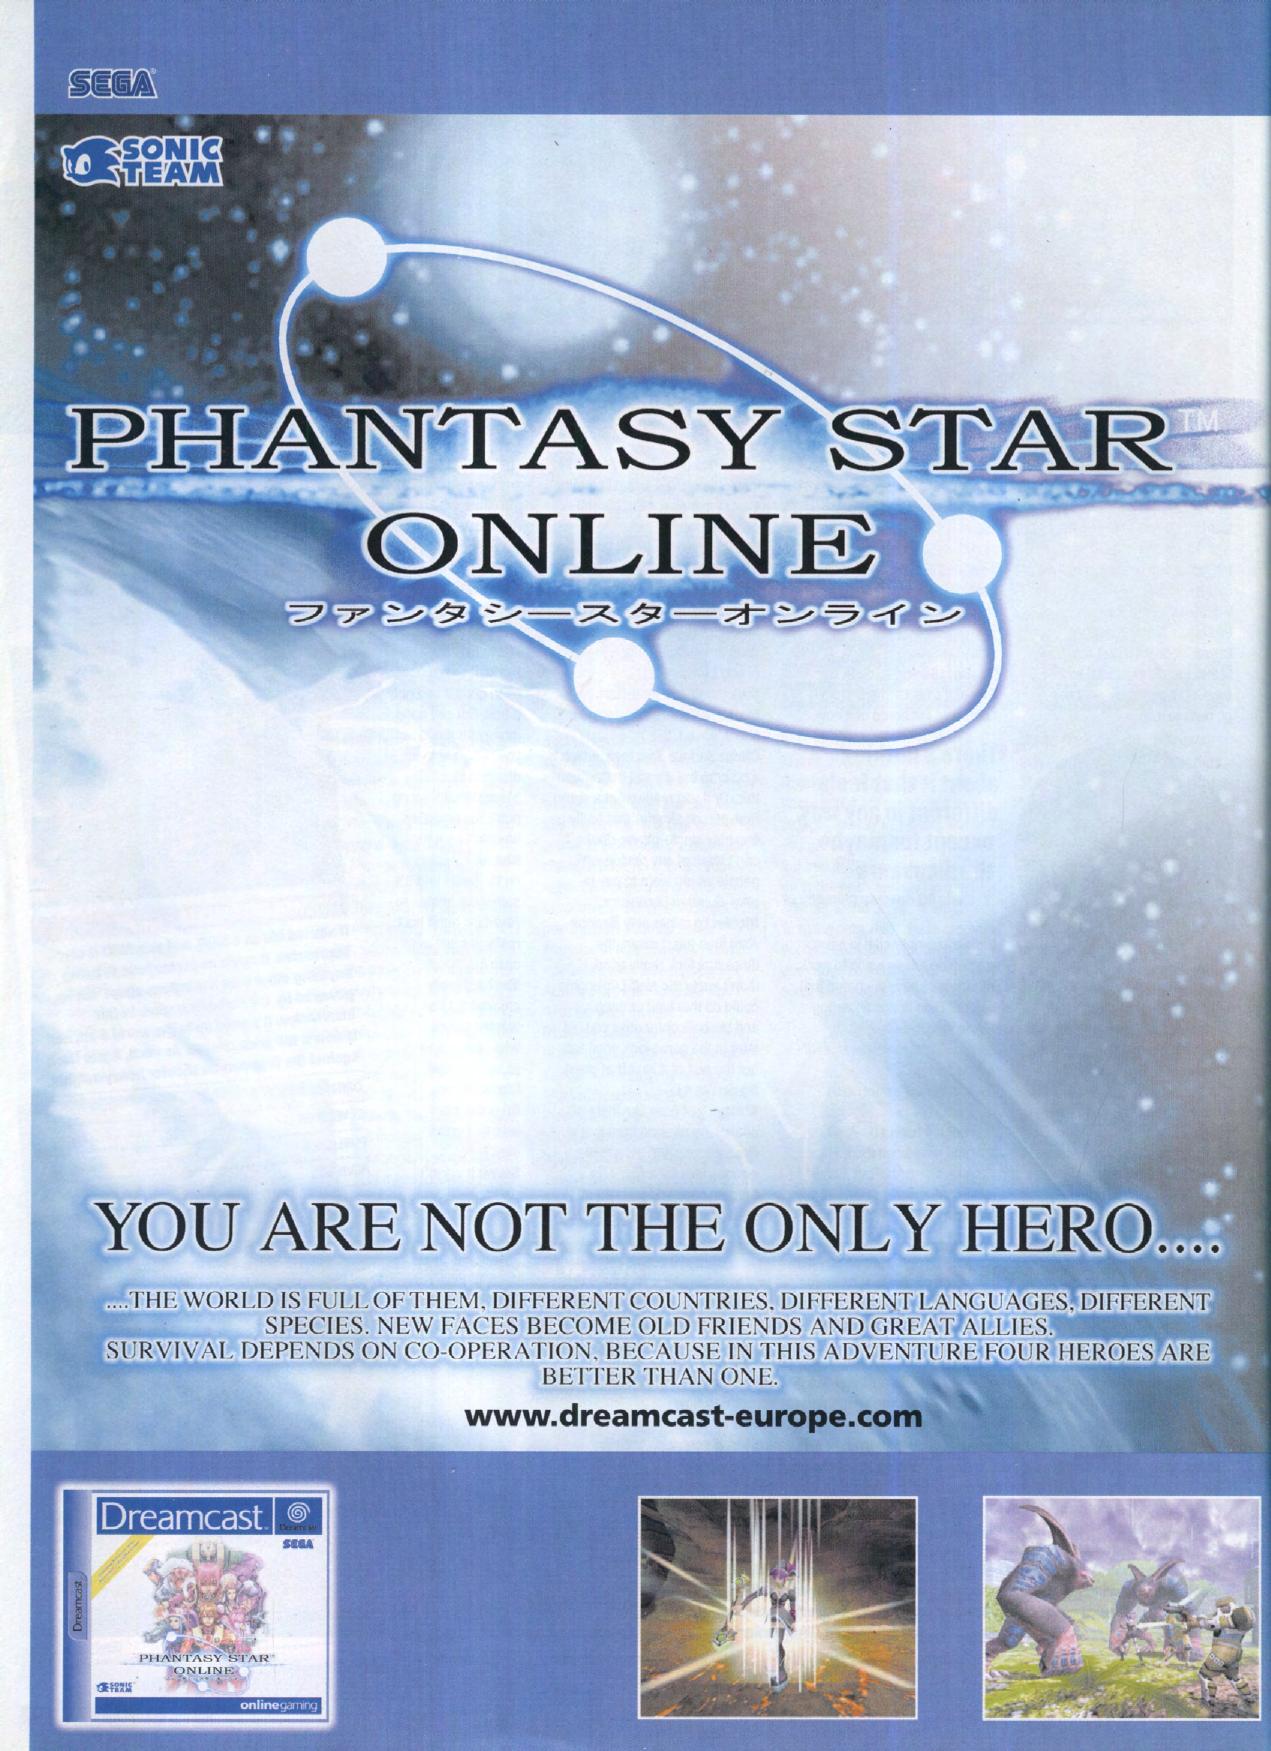 SEGA
SONIC
TEAM
PHANTASY STAR™
ONLINE
ファンタシースターオンライン
YOU ARE NOT THE ONLY HERO....
....THE WORLD IS FULL OF THEM, DIFFERENT COUNTRIES, DIFFERENT LANGUAGES, DIFFERENT
SPECIES. NEW FACES BECOME OLD FRIENDS AND GREAT ALLIES.
SURVIVAL DEPENDS ON CO-OPERATION, BECAUSE IN THIS ADVENTURE FOUR HEROES ARE
BETTER THAN ONE.
www.dreamcast-europe.com
Dreamcast
Dreamcast
SEGA
Dreamcast
PHANTASY STAR
ONLINE
SONIC
TEAM
onlinegaming